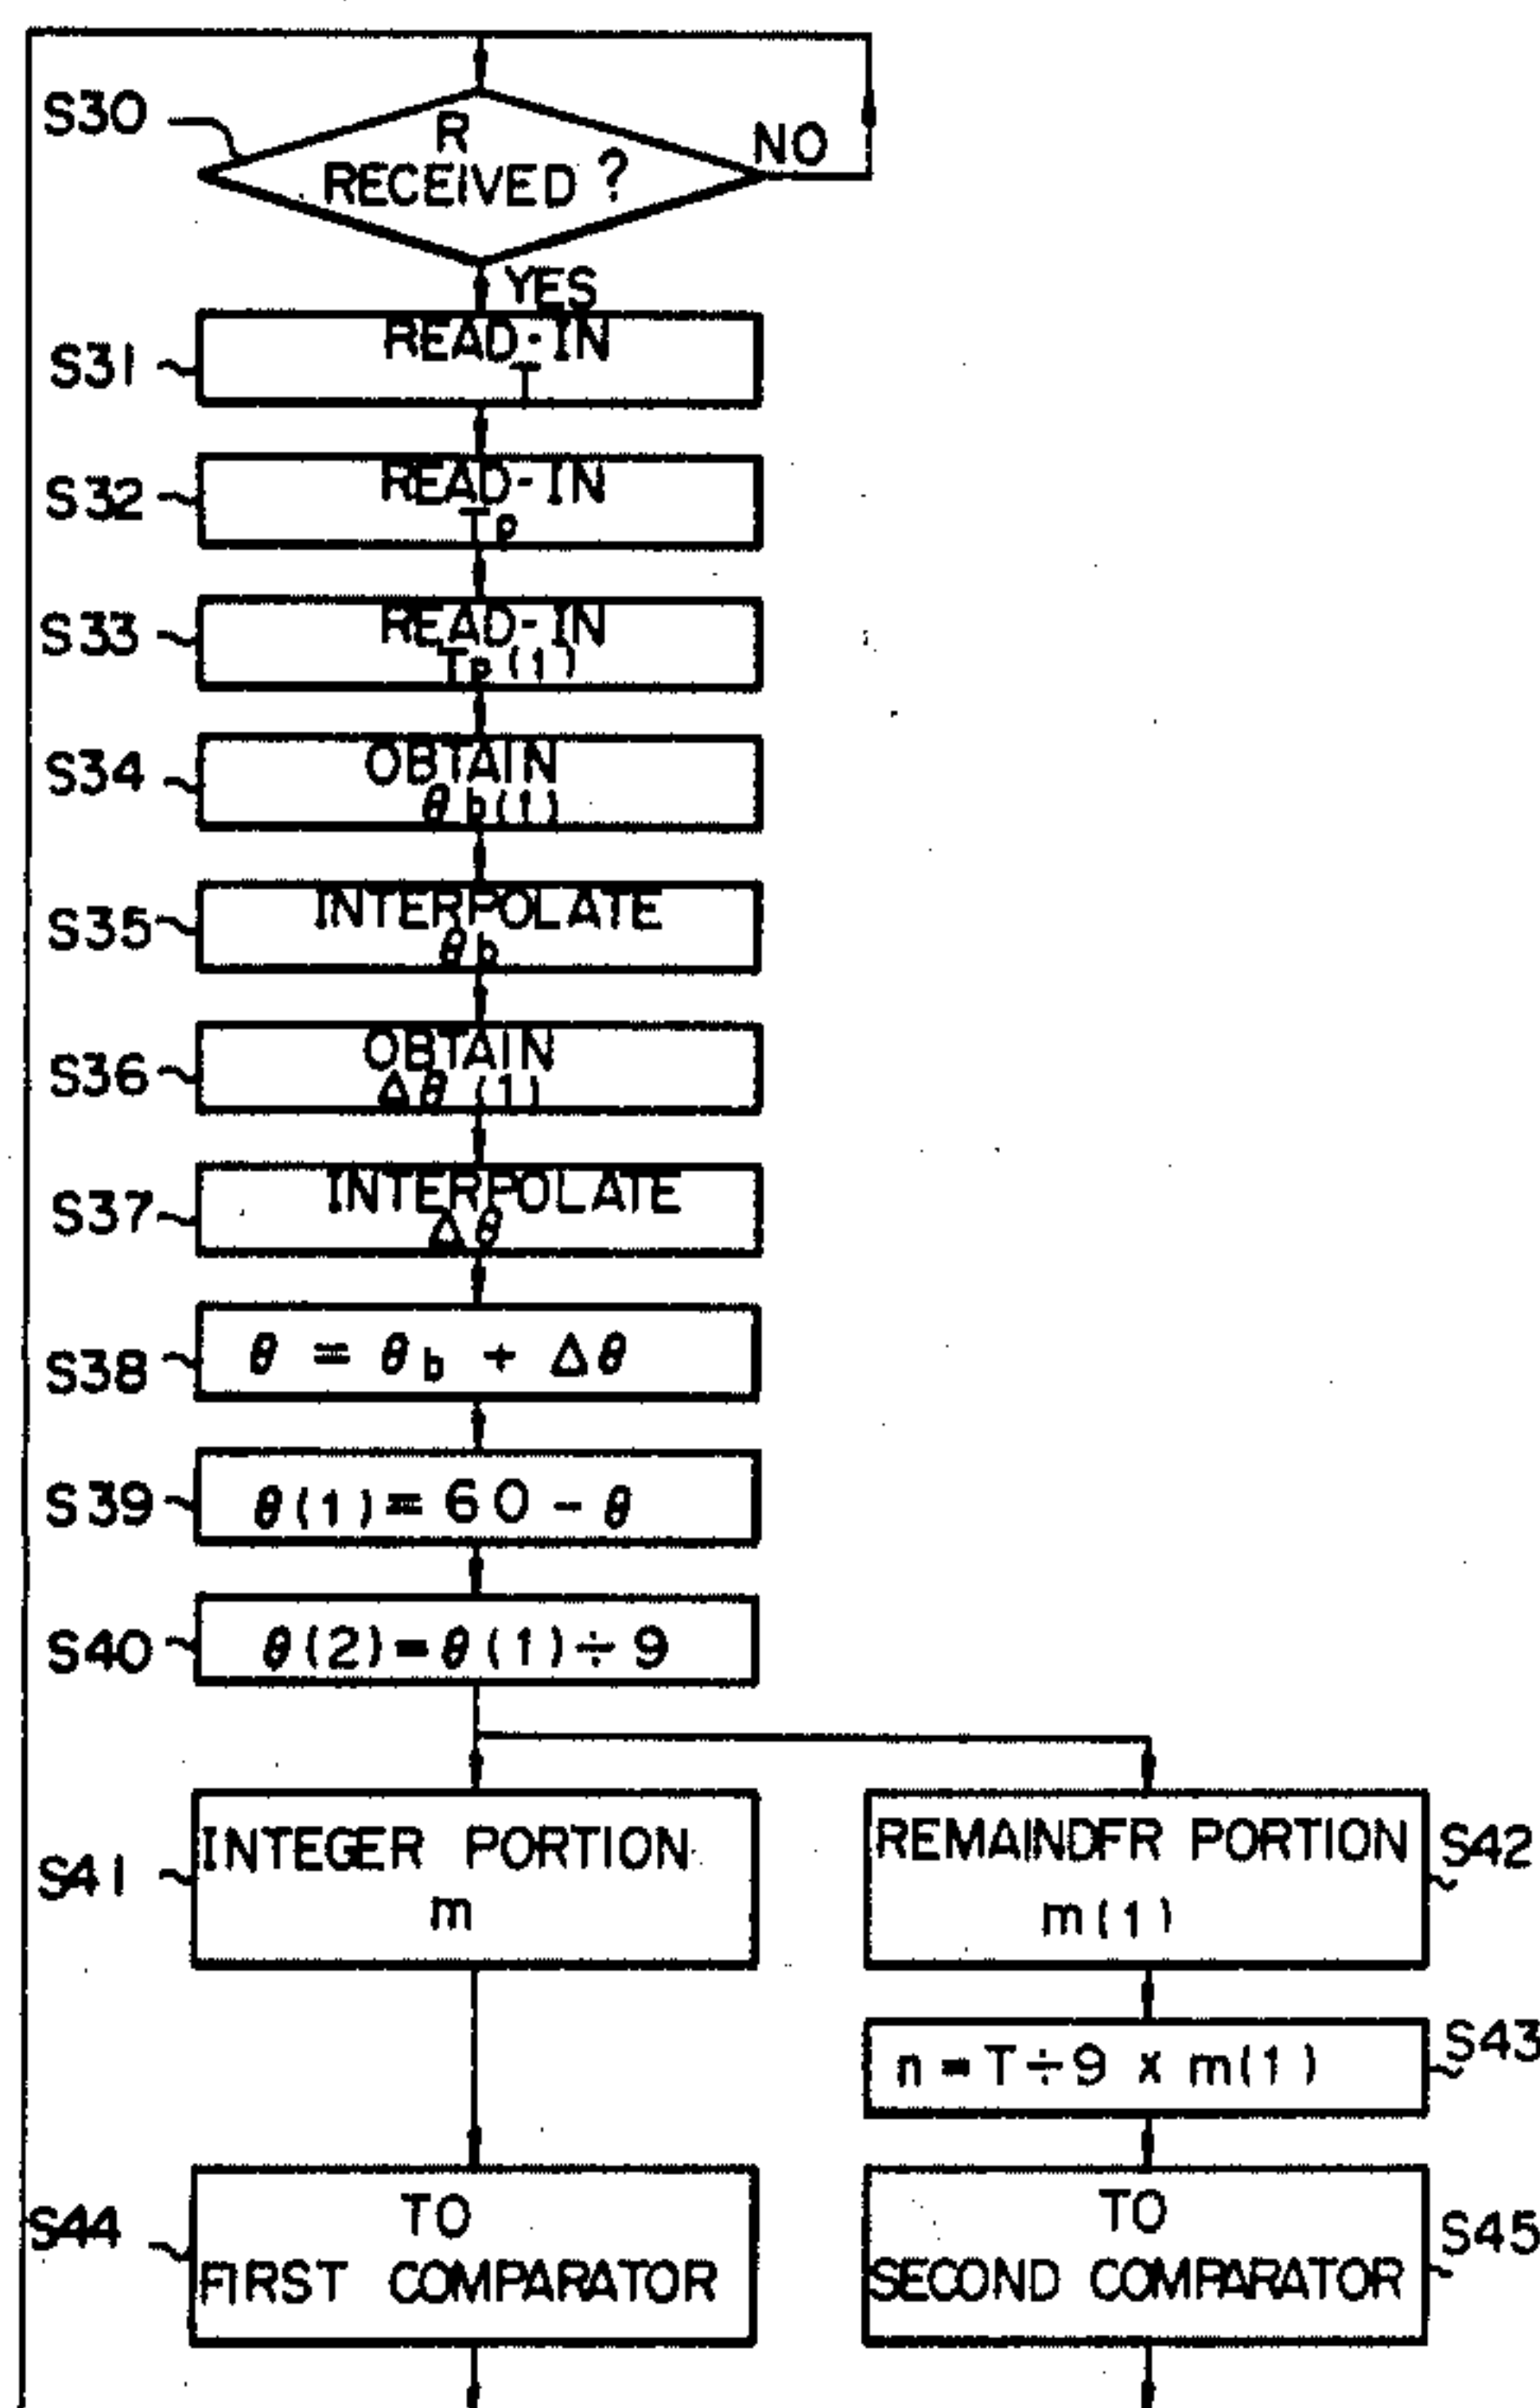 S30
R
RECEIVED ?
NO
YES
S31
READ-IN
T
S32
READ-IN
Tp
S33
READ-IN
Tp(1)
S34
OBTAIN
θb(1)
S35
INTERPOLATE
θb
S36
OBTAIN
Δθ(1)
S37
INTERPOLATE
Δθ
S38
θ = θb + Δθ
S39
θ(1) = 60 - θ
S40
θ(2) = θ(1) ÷ 9
S41
INTEGER PORTION
m
REMAINDFR PORTION
m(1)
S42
n = T ÷ 9 x m(1)
S43
S44
TO
FIRST COMPARATOR
TO
SECOND COMPARATOR
S45